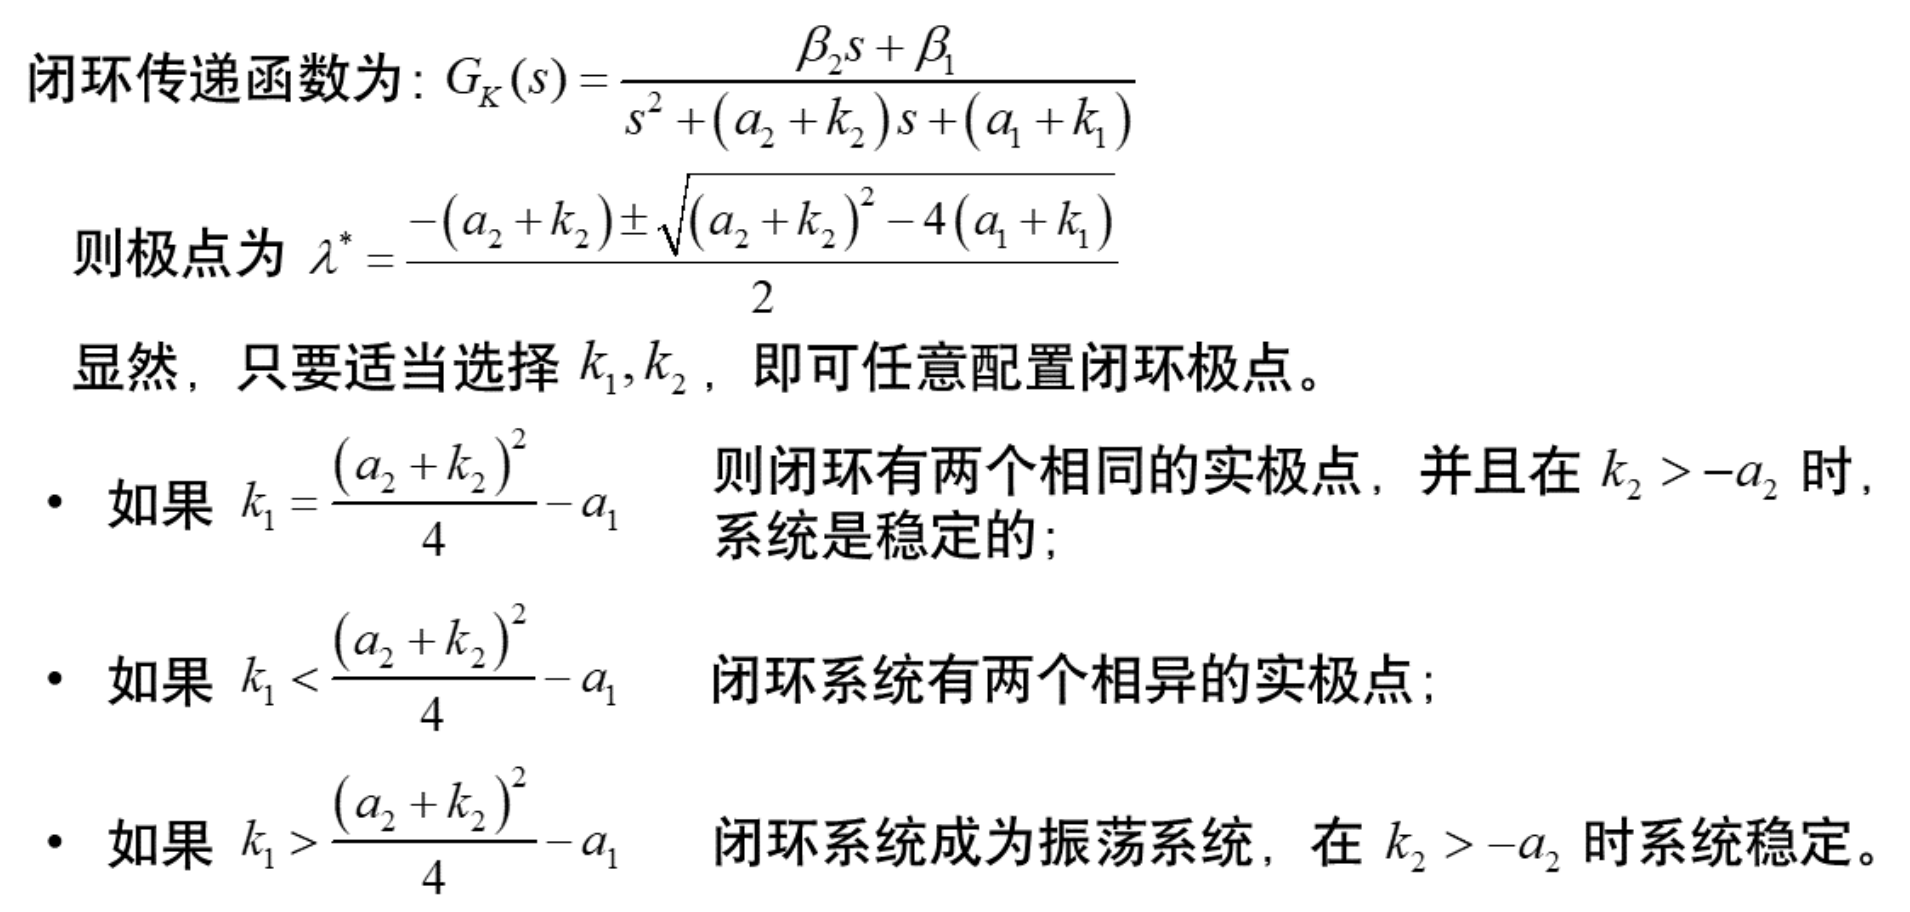 闭环传递函数为: G_K(s) = \frac{β_2 s + β_1}{s^2 + (a_2 + k_2)s + (a_1 + k_1)}
则极点为 λ^* = \frac{-(a_2 + k_2) ± \sqrt{(a_2 + k_2)^2 - 4(a_1 + k_1)}}{2}
显然, 只要适当选择 k_1, k_2, 即可任意配置闭环极点。
• 如果 k_1 = \frac{(a_2 + k_2)^2}{4} - a_1 则闭环有两个相同的实极点, 并且在 k_2 > -a_2 时,
系统是稳定的;
• 如果 k_1 < \frac{(a_2 + k_2)^2}{4} - a_1 闭环系统有两个相异的实极点;
• 如果 k_1 > \frac{(a_2 + k_2)^2}{4} - a_1 闭环系统成为振荡系统, 在 k_2 > -a_2 时系统稳定。